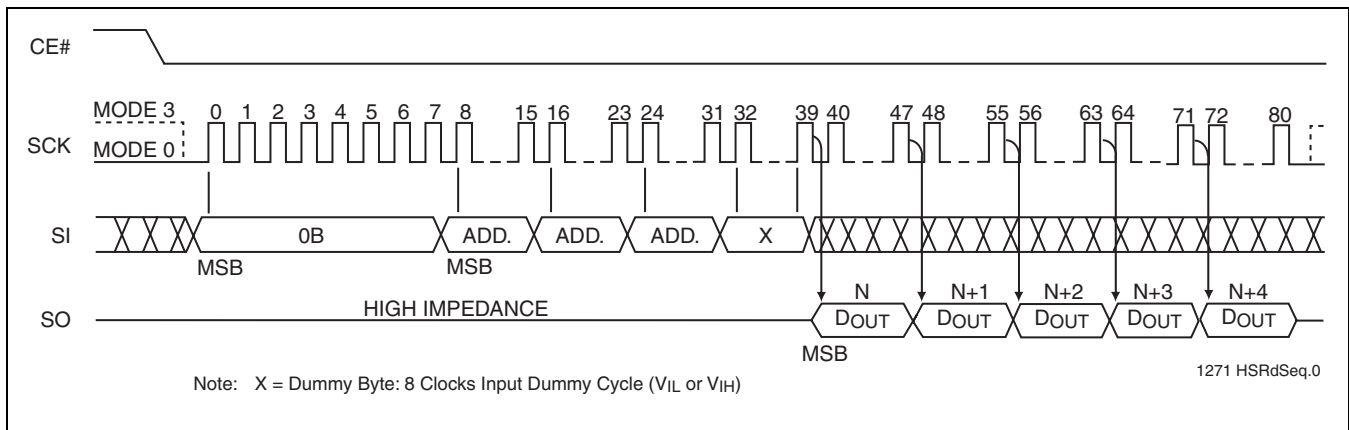 CE#
MODE 3
0 1 2 3 4 5 6 7 8 15 16 23 24 31 32 39 40 47 48 55 56 63 64 71 72 80
SCK
MODE 0
SI
0B ADD. ADD. ADD. X
MSB MSB
HIGH IMPEDANCE
N N+1 N+2 N+3 N+4
SO
DOUT DOUT DOUT DOUT DOUT
MSB
1271 HSRdSeq.0
Note: X = Dummy Byte: 8 Clocks Input Dummy Cycle (VIL or VIH)